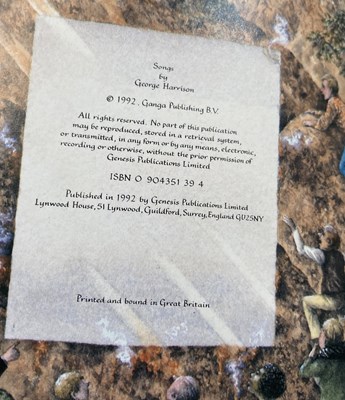 Songs
by
George Harrison
© 1992. Ganga Publishing B.V.
All rights reserved. No part of this publication
may be reproduced, stored in a retrieval system,
or transmitted, in any form or by any means, electronic,
recording or otherwise, without the prior permission of
Genesis Publications Limited
ISBN 0 904351 39 4
Published in 1992 by Genesis Publications Limited
Lynwood House, 51 Lynwood, Guildford, Surrey, England GU25NY
Printed and bound in Great Britain